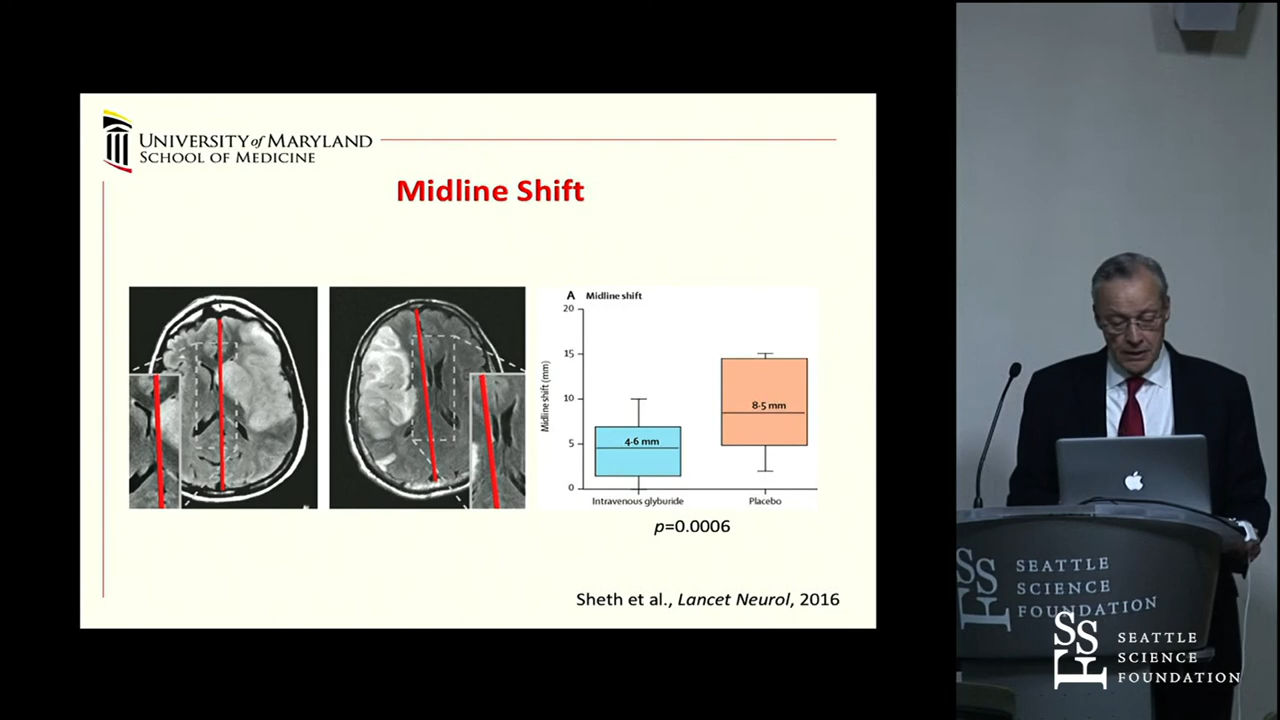 UNIVERSITY of MARYLAND
SCHOOL OF MEDICINE
Midline Shift
A Midline shift
20
15
10
5
0
Midline shift (mm)
4·6 mm
8·5 mm
Intravenous glyburide
Placebo
p=0.0006
Sheth et al., Lancet Neurol, 2016
SSF
SEATTLE
SCIENCE
FOUNDATION
SSF
SEATTLE
SCIENCE
FOUNDATION